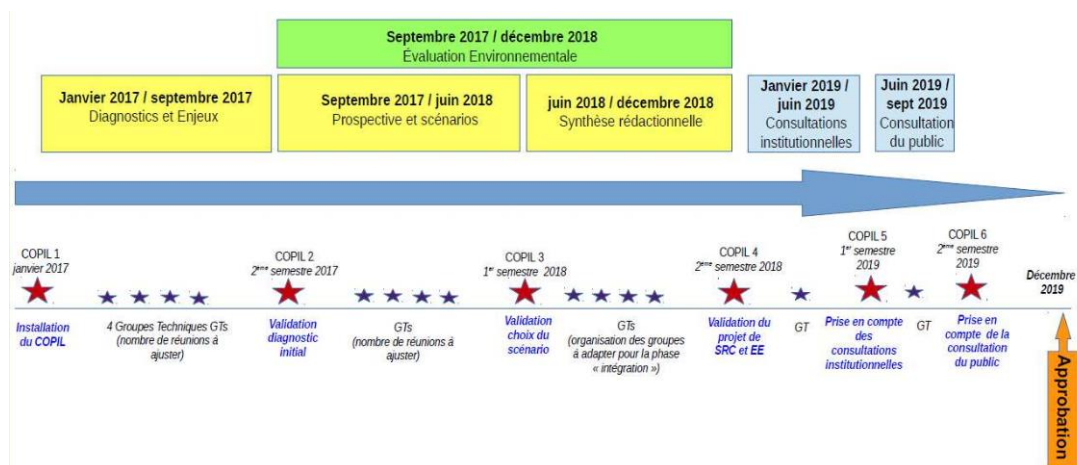 Septembre 2017 / décembre 2018
Évaluation Environnementale
Janvier 2017 / septembre 2017
Diagnostics et Enjeux
Septembre 2017 / juin 2018
Prospective et scénarios
juin 2018 / décembre 2018
Synthèse rédactionnelle
Janvier 2019 /
juin 2019
Consultations
institutionnelles
Juin 2019 /
sept 2019
Consultation
du public
COPIL 1
janvier 2017
COPIL 2
2ème semestre 2017
COPIL 3
1er semestre 2018
COPIL 4
2ème semestre 2018
COPIL 5
1er semestre
2019
COPIL 6
2ème semestre
2019
Décembre
2019
Installation
du COPIL
4 Groupes Techniques GTs
(nombre de réunions à
ajuster)
Validation
diagnostic
initial
GTs
(nombre de réunions à
ajuster)
Validation
choix du
scénario
GTs
(organisation des groupes
à adapter pour la phase
« intégration »)
Validation du
projet de
SRC et EE
GT
Prise en compte
des
consultations
institutionnelles
GT
Prise en
compte de la
consultation
du public
Approbation